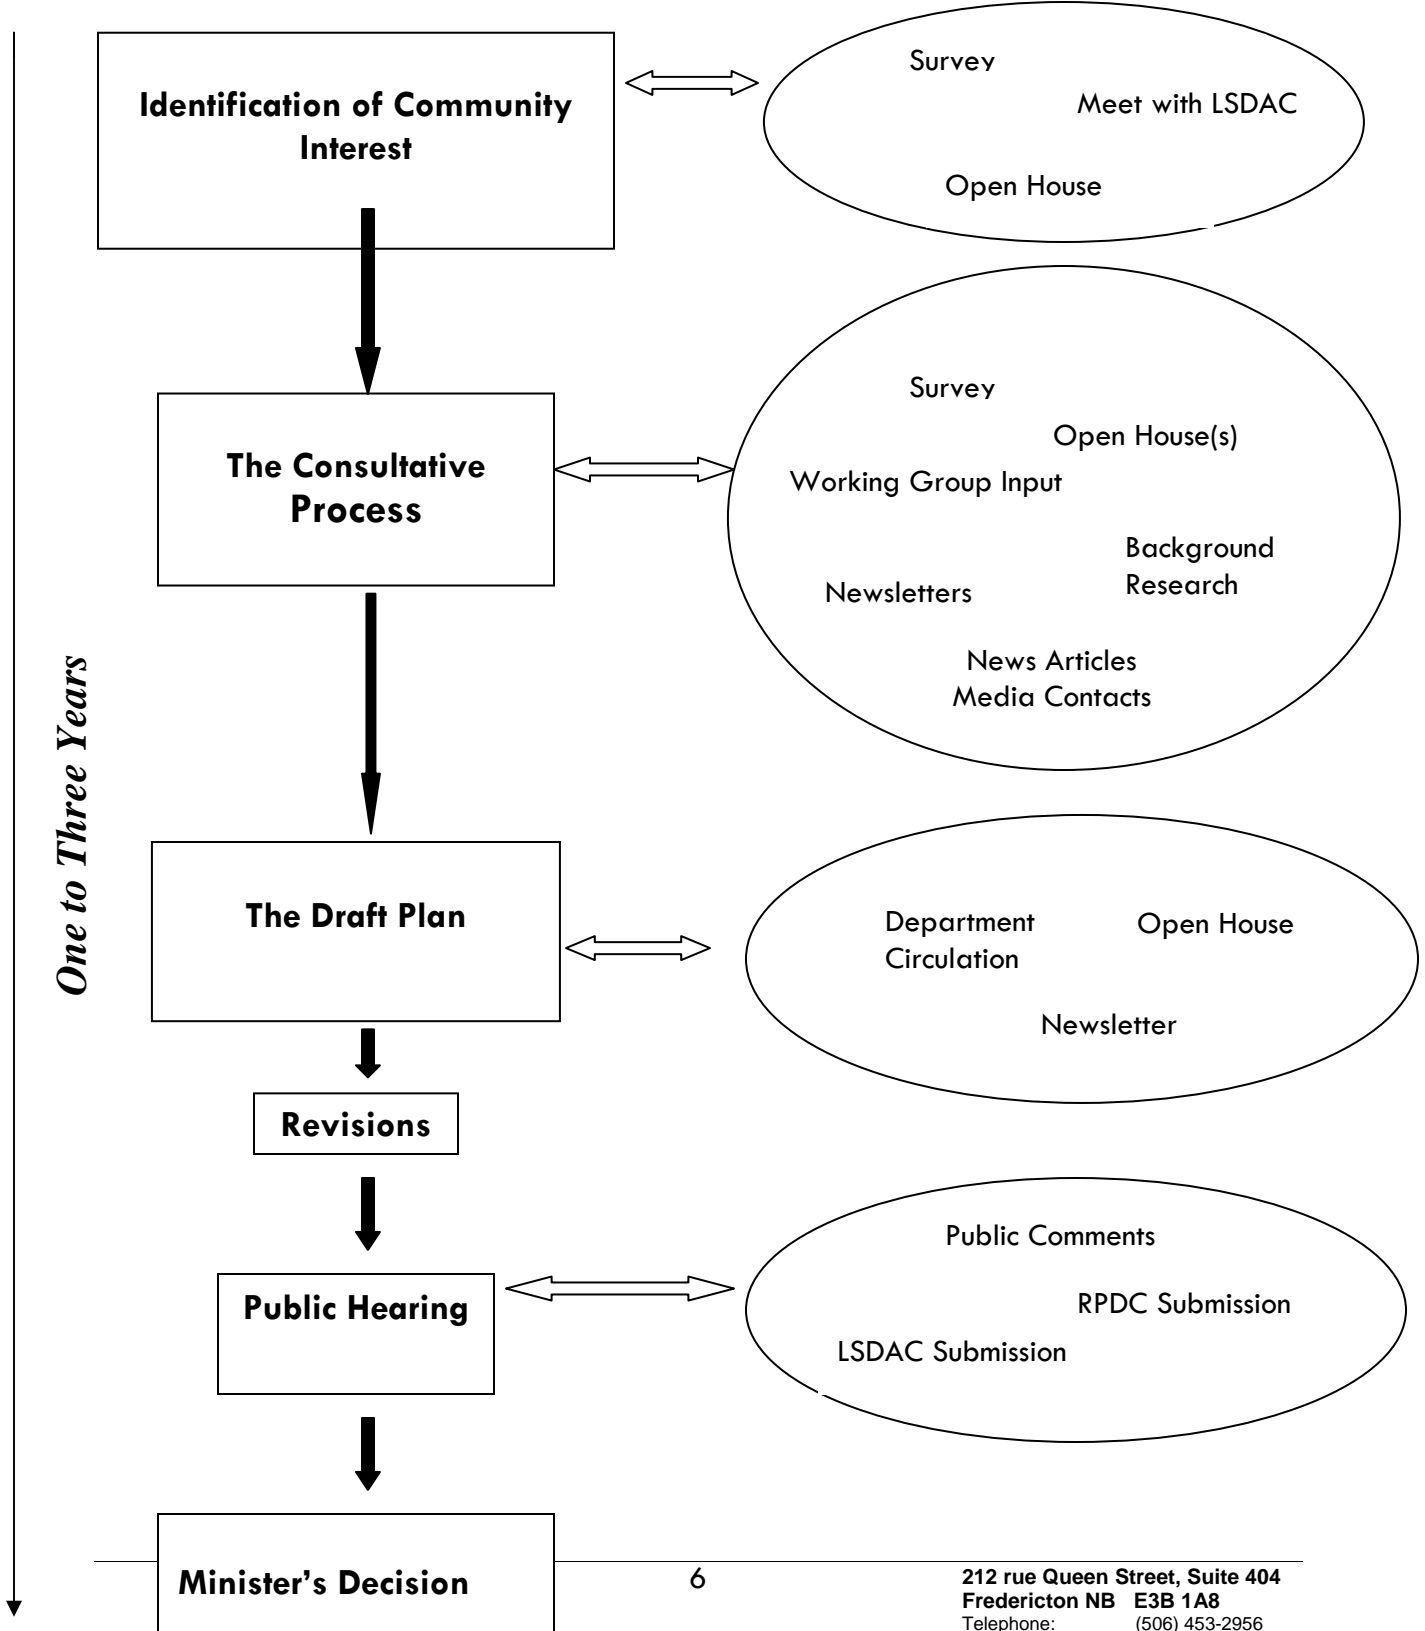 Identification of Community
Interest
Survey
Meet with LSDAC
Open House
The Consultative
Process
Survey
Open House(s)
Working Group Input
Background
Research
Newsletters
News Articles
Media Contacts
One to Three Years
The Draft Plan
Department
Circulation
Open House
Newsletter
Revisions
Public Hearing
Public Comments
RPDC Submission
LSDAC Submission
Minister’s Decision
6
212 rue Queen Street, Suite 404
Fredericton NB E3B 1A8
Telephone: (506) 453-2956